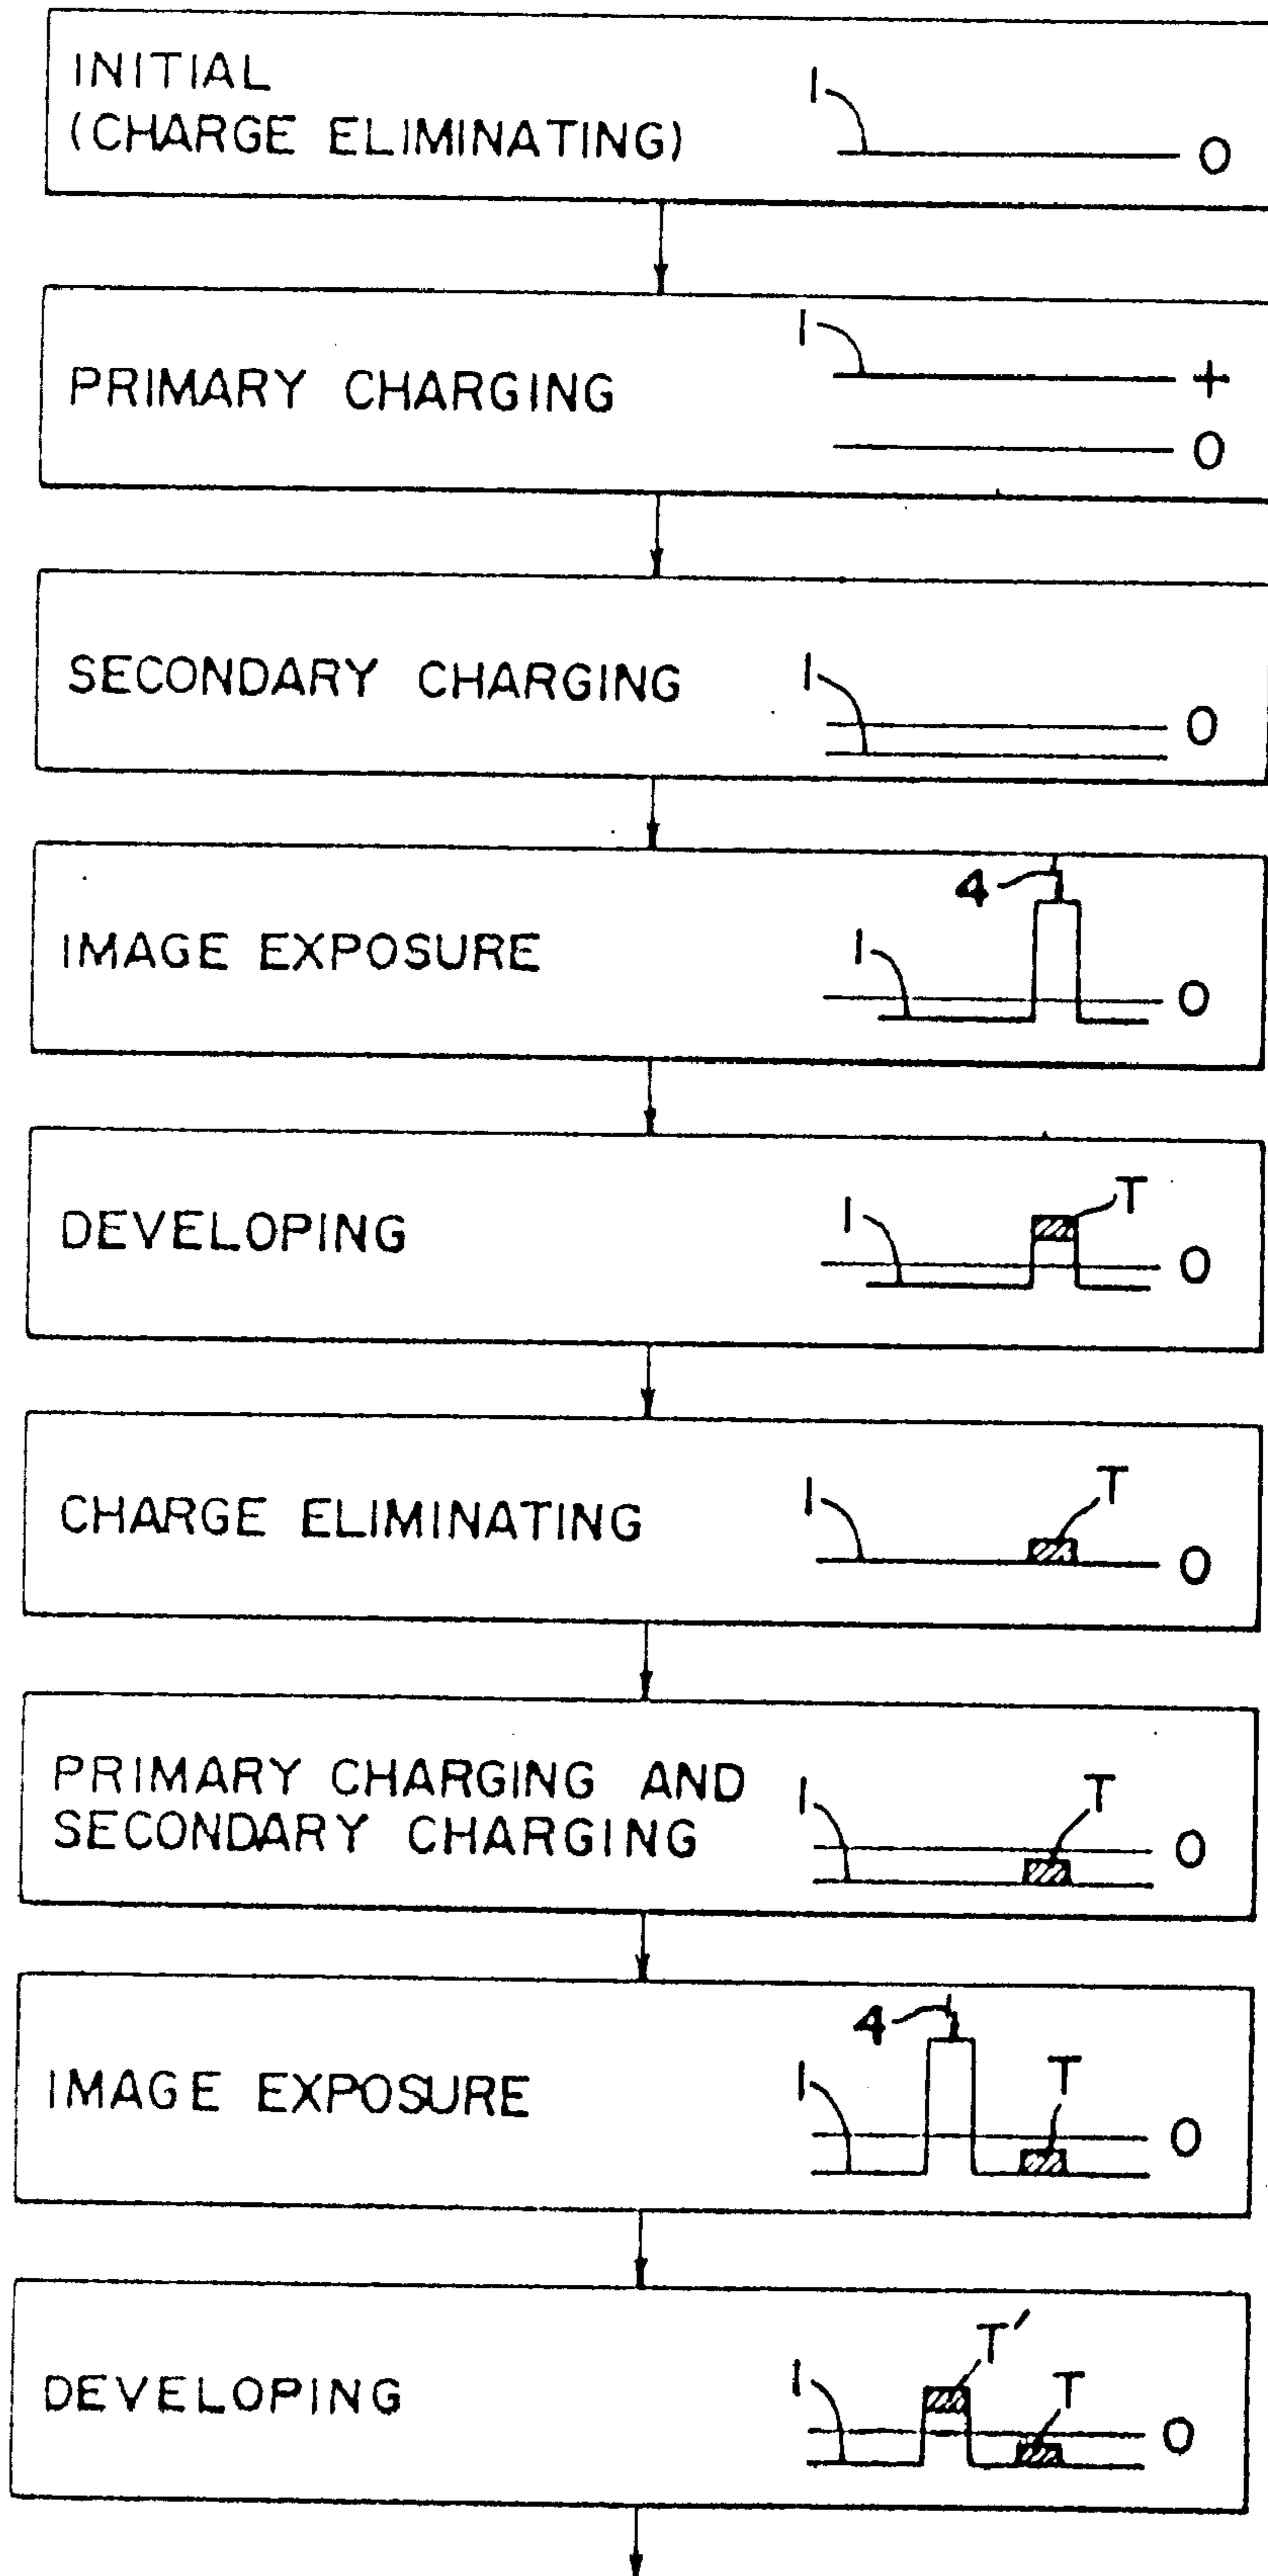 INITIAL
(CHARGE ELIMINATING)
1
0
PRIMARY CHARGING
1
+
0
SECONDARY CHARGING
1
0
IMAGE EXPOSURE
4
1
0
DEVELOPING
1
T
0
CHARGE ELIMINATING
1
T
0
PRIMARY CHARGING AND
SECONDARY CHARGING
1
T
0
IMAGE EXPOSURE
4
1
T
0
DEVELOPING
T'
1
T
0